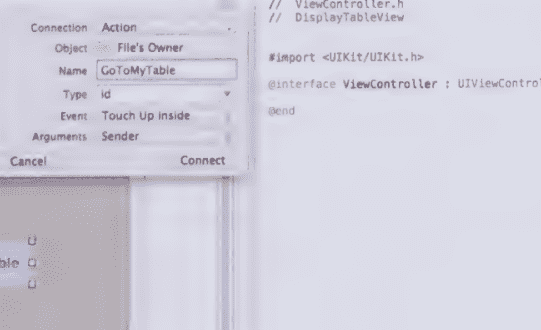 Connection Action
Object File's Owner
Name GoToMyTable
Type id
Event Touch Up Inside
Arguments Sender
Cancel Connect
ble
// ViewController.h
// DisplayTableView
#import <UIKit/UIKit.h>
@interface ViewController : UIViewControl
@end